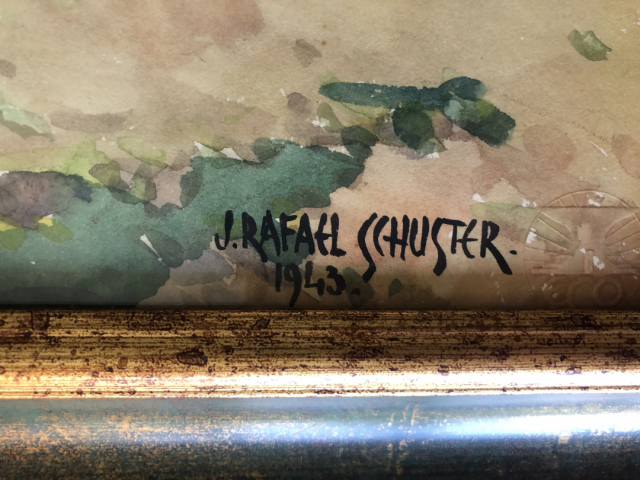 J. RAFAEL SCHUSTER.
1943.